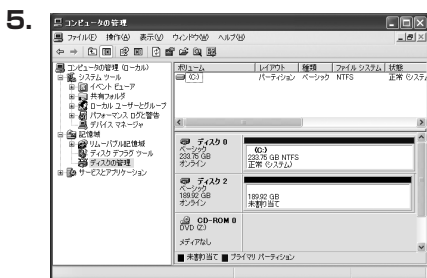 5.
コンピュータの管理
ファイル(F) 操作(A) 表示(V) ウィンドウ(W) ヘルプ(H)
コンピュータの管理 (ローカル)
システム ツール
イベント ビューア
共有フォルダ
ローカル ユーザーとグループ
パフォーマンス ログと警告
デバイス マネージャ
記憶域
リムーバブル記憶域
ディスク デフラグ ツール
ディスクの管理
サービスとアプリケーション
ボリューム レイアウト 種類 ファイル システム 状態
(C:) パーティション ベーシック NTFS 正常 (システム
ディスク 0
ベーシック
233.75 GB
オンライン
(C:)
233.75 GB NTFS
正常 (システム)
ディスク 2
ベーシック
189.92 GB
オンライン
189.92 GB
未割り当て
CD-ROM 0
DVD (Z:)
メディアなし
未割り当て プライマリ パーティション